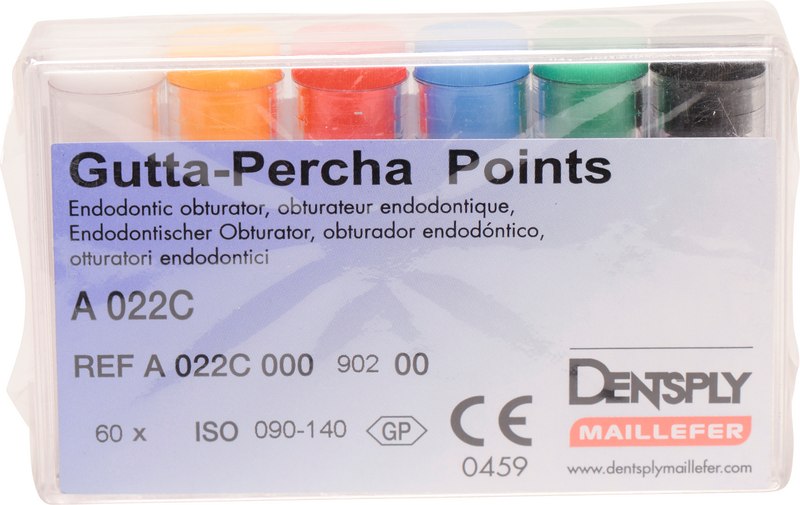 Gutta-Percha Points
Endodontic obturator, obturateur endodontique,
Endodontischer Obturator, obturador endodóntico,
otturatori endodontici
A 022C
REF A 022C 000 902 00
60 x ISO 090-140 GP CE
0459
DENTSPLY
MAILLEFER
www.dentsplymaillefer.com